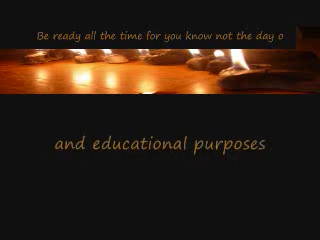 Be ready all the time for you know not the day o
and educational purposes